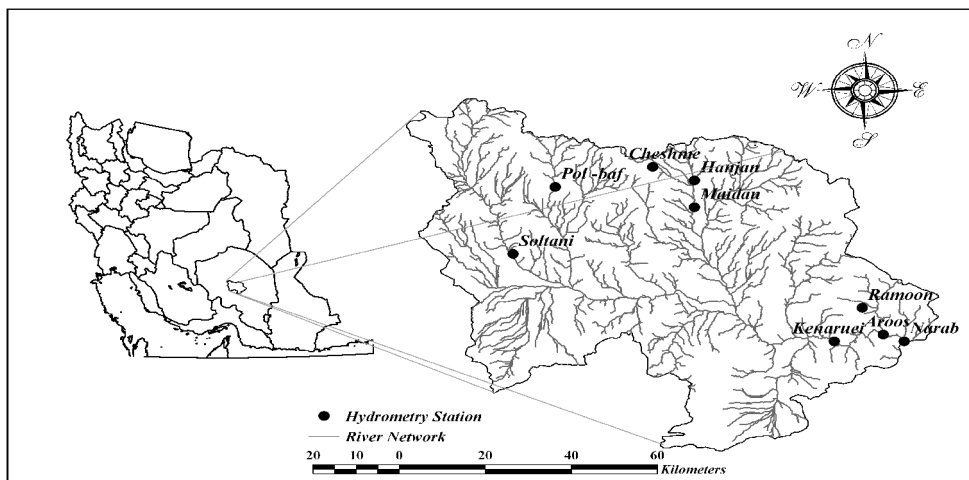 N
W E
S
Cheshme
Hanjan
Pol -baf
Maidan
Soltani
Ramoon
Kenaruei Aroos Narab
Hydrometry Station
River Network
20 0 20 40 60
Kilometers